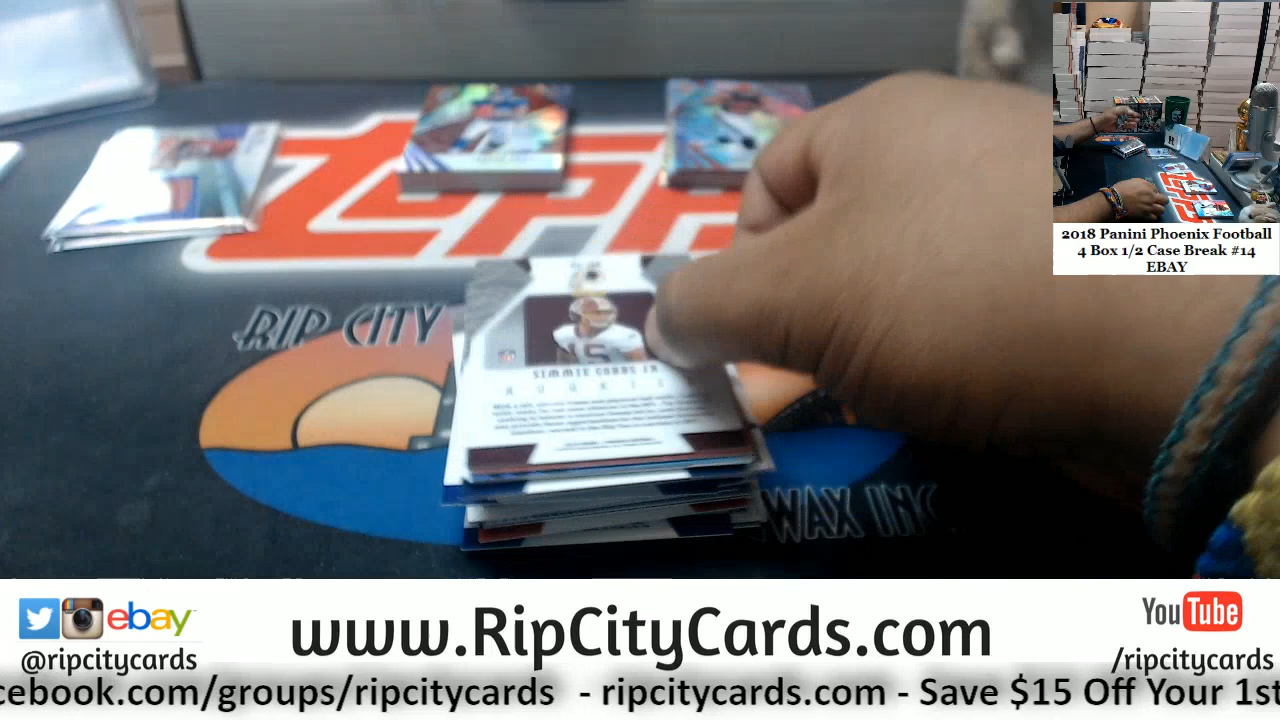 2018 Panini Phoenix Football
4 Box 1/2 Case Break #14
EBAY
RIP CITY
SIMMIE COBBS JR
ROOKIE
WAX INC
ebay
@ripcitycards
www.RipCityCards.com
YouTube
/ripcitycards
cebook.com/groups/ripcitycards - ripcitycards.com - Save $15 Off Your 1st